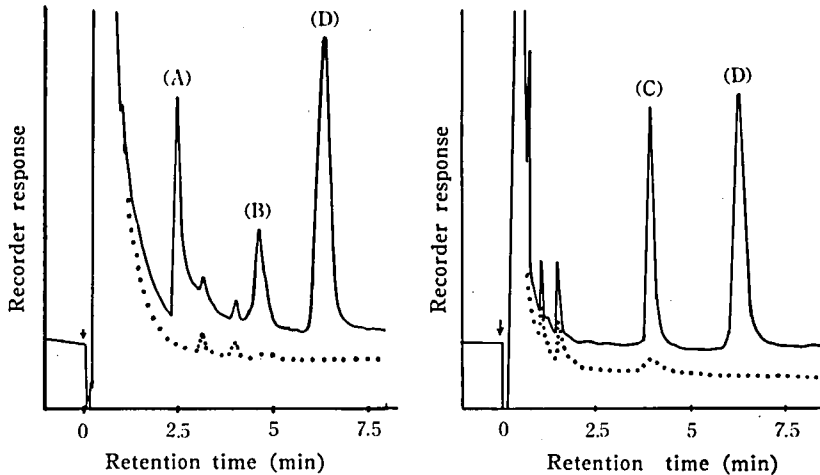 (D)
(A)
(B)
Recorder response
0 2.5 5 7.5
Retention time (min)
(C) (D)
Recorder response
0 2.5 5 7.5
Retention time (min)